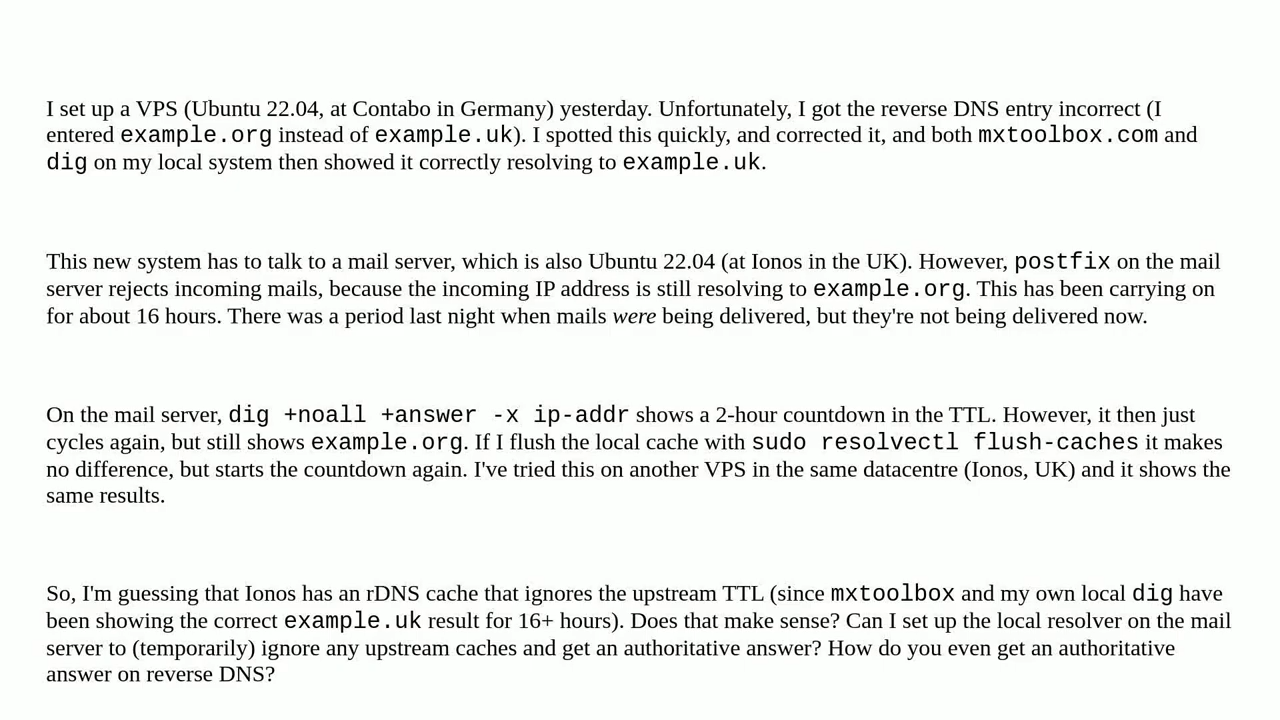 I set up a VPS (Ubuntu 22.04, at Contabo in Germany) yesterday. Unfortunately, I got the reverse DNS entry incorrect (I
entered example.org instead of example.uk). I spotted this quickly, and corrected it, and both mxtoolbox.com and
dig on my local system then showed it correctly resolving to example.uk.
This new system has to talk to a mail server, which is also Ubuntu 22.04 (at Ionos in the UK). However, postfix on the mail
server rejects incoming mails, because the incoming IP address is still resolving to example.org. This has been carrying on
for about 16 hours. There was a period last night when mails were being delivered, but they're not being delivered now.
On the mail server, dig +noall +answer -x ip-addr shows a 2-hour countdown in the TTL. However, it then just
cycles again, but still shows example.org. If I flush the local cache with sudo resolvectl flush-caches it makes
no difference, but starts the countdown again. I've tried this on another VPS in the same datacentre (Ionos, UK) and it shows the
same results.
So, I'm guessing that Ionos has an rDNS cache that ignores the upstream TTL (since mxtoolbox and my own local dig have
been showing the correct example.uk result for 16+ hours). Does that make sense? Can I set up the local resolver on the mail
server to (temporarily) ignore any upstream caches and get an authoritative answer? How do you even get an authoritative
answer on reverse DNS?